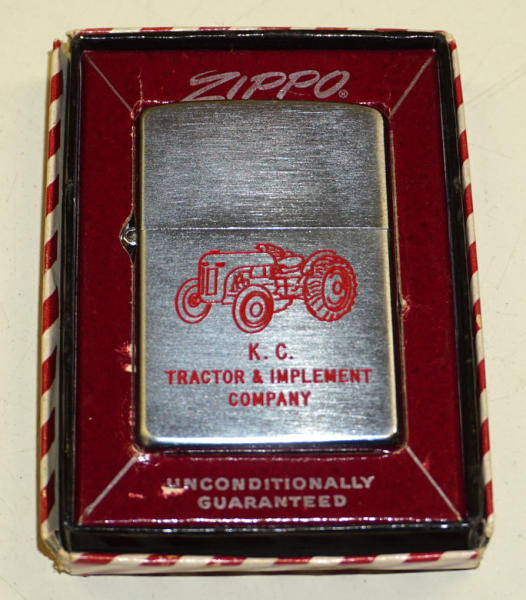 ZIPPO®
K. C.
TRACTOR & IMPLEMENT
COMPANY
UNCONDITIONALLY
GUARANTEED